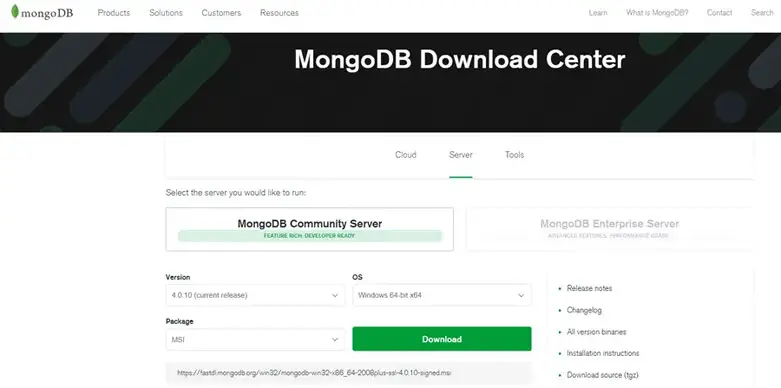 mongoDB Products Solutions Customers Resources Learn What is MongoDB? Contact Search
MongoDB Download Center
Cloud Server Tools
Select the server you would like to run:
MongoDB Community Server MongoDB Enterprise Server
FEATURE RICH. DEVELOPER READY. ADVANCED FEATURES. PERFORMANCE GRADE.
Version OS
4.0.10 (current release) Windows 64-bit x64
Package
MSI Download
https://fastdl.mongodb.org/win32/mongodb-win32-x86_64-2008plus-ssl-4.0.10-signed.msi
Release notes
Changelog
All version binaries
Installation instructions
Download source (tgz)